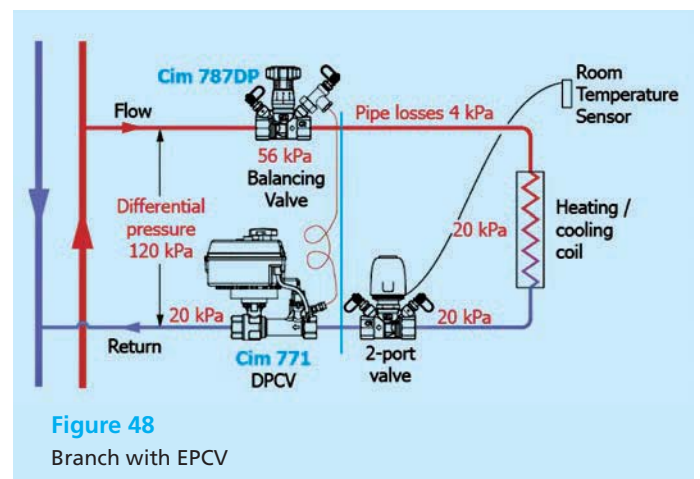 Cim 787DP
Room
Temperature
Sensor
Flow
Pipe losses 4 kPa
56 kPa
Balancing
Valve
Differential
pressure
120 kPa
20 kPa
Heating /
cooling
coil
20 kPa
20 kPa
Return
Cim 771
DPCV
2-port
valve
Figure 48
Branch with EPCV